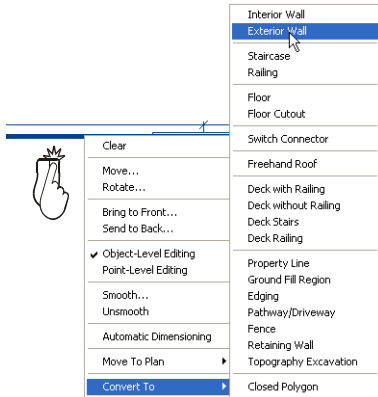 Interior Wall
Exterior Wall
Staircase
Railing
Floor
Floor Cutout
Switch Connector
Freehand Roof
Deck with Railing
Deck without Railing
Deck Stairs
Deck Railing
Property Line
Ground Fill Region
Edging
Pathway/Driveway
Fence
Retaining Wall
Topography Excavation
Closed Polygon
Clear
Move...
Rotate...
Bring to Front...
Send to Back...
Object-Level Editing
Point-Level Editing
Smooth...
Unsmooth
Automatic Dimensioning
Move To Plan
Convert To